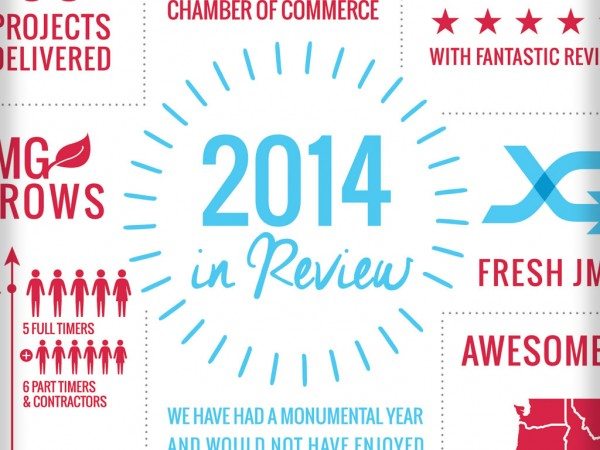 PROJECTS
DELIVERED
CHAMBER OF COMMERCE
WITH FANTASTIC REVI
MG
ROWS
2014
in Review
FRESH JM
5 FULL TIMERS
+
6 PART TIMERS
& CONTRACTORS
AWESOME
WE HAVE HAD A MONUMENTAL YEAR
AND WOULD NOT HAVE ENJOYED